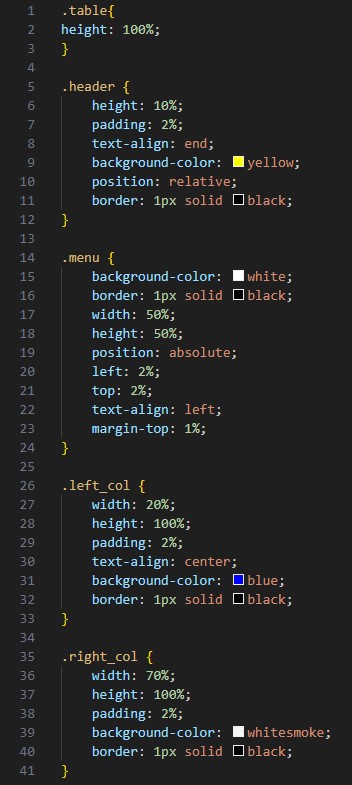 1 .table{
2 height: 100%;
3 }
4
5 .header {
6 height: 10%;
7 padding: 2%;
8 text-align: end;
9 background-color: yellow;
10 position: relative;
11 border: 1px solid black;
12 }
13
14 .menu {
15 background-color: white;
16 border: 1px solid black;
17 width: 50%;
18 height: 50%;
19 position: absolute;
20 left: 2%;
21 top: 2%;
22 text-align: left;
23 margin-top: 1%;
24 }
25
26 .left_col {
27 width: 20%;
28 height: 100%;
29 padding: 2%;
30 text-align: center;
31 background-color: blue;
32 border: 1px solid black;
33 }
34
35 .right_col {
36 width: 70%;
37 height: 100%;
38 padding: 2%;
39 background-color: whitesmoke;
40 border: 1px solid black;
41 }